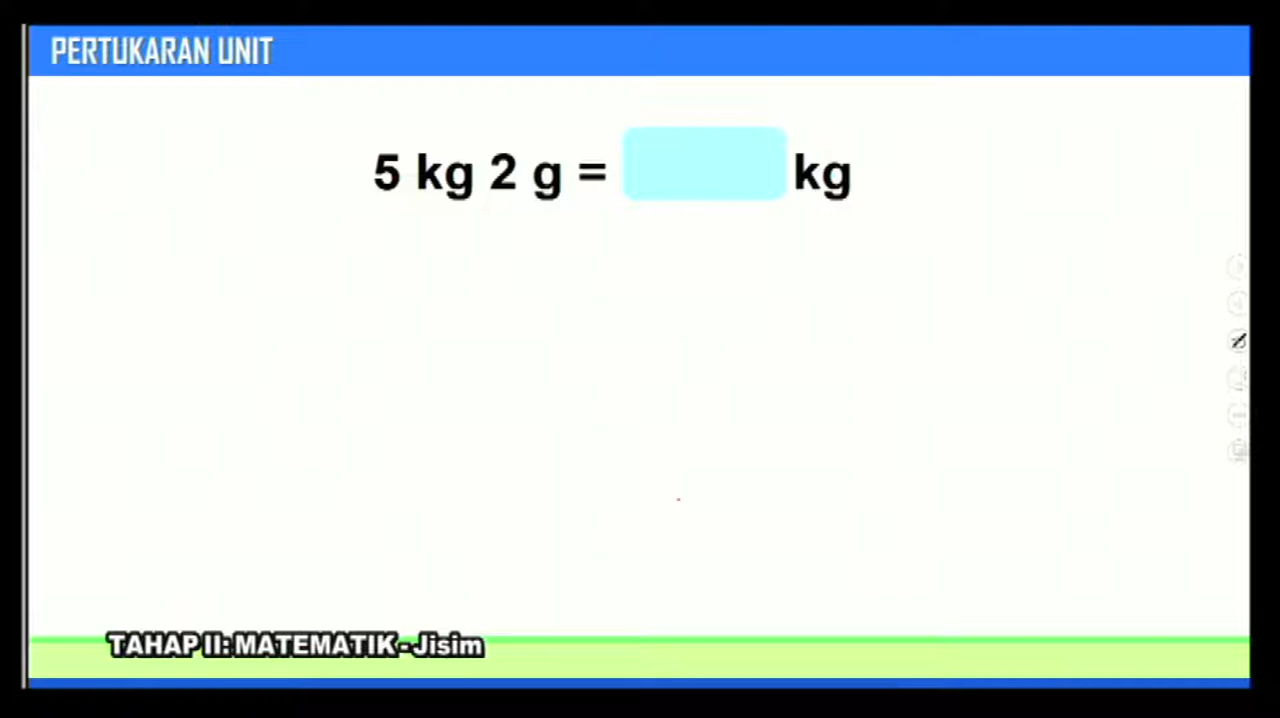 PERTUKARAN UNIT
5 kg 2 g = kg
TAHAP II: MATEMATIK - Jisim